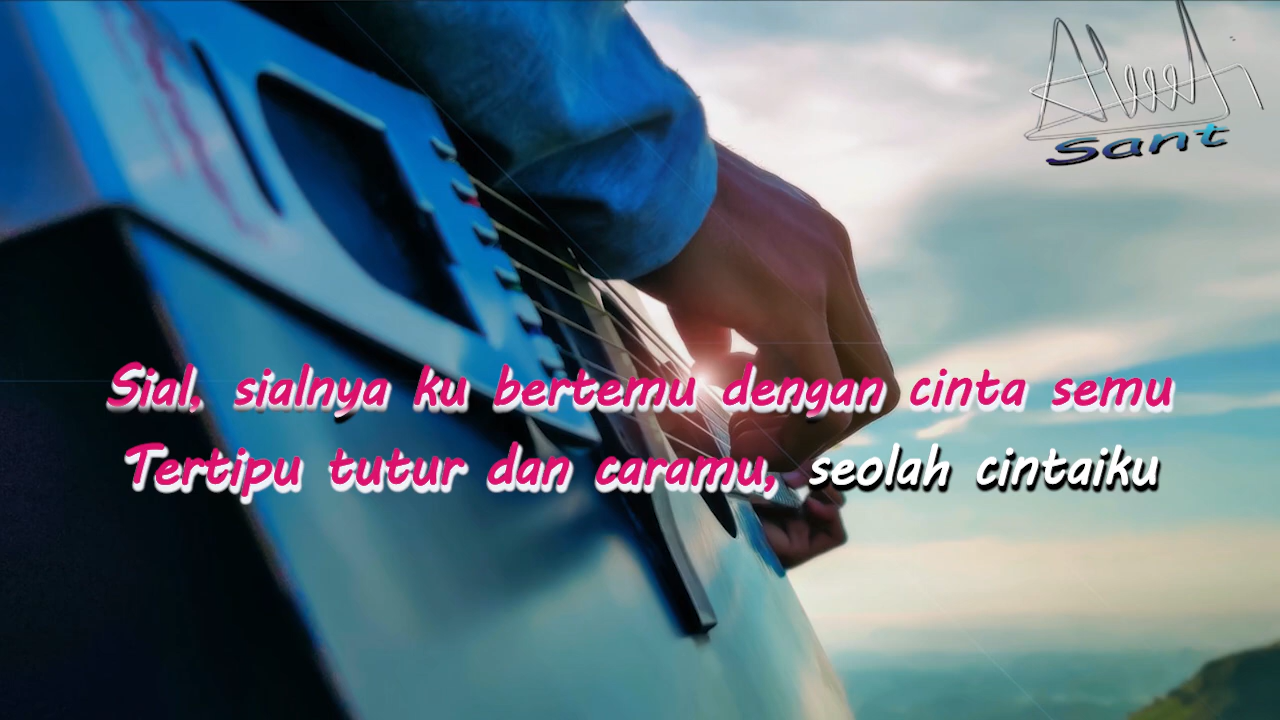 Sant
Sial, sialnya ku bertemu dengan cinta semu
Tertipu tutur dan caramu, seolah cintaiku